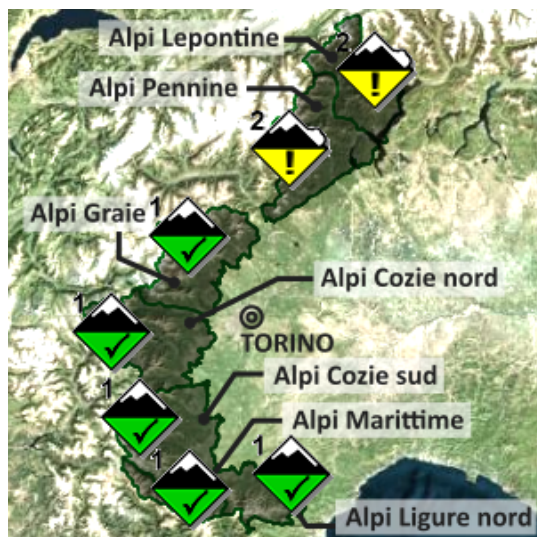 Alpi Lepontine
2
Alpi Pennine
!
2
!
Alpi Graie
1
Alpi Cozie nord
1
TORINO
Alpi Cozie sud
1
Alpi Marittime
1
1
Alpi Ligure nord